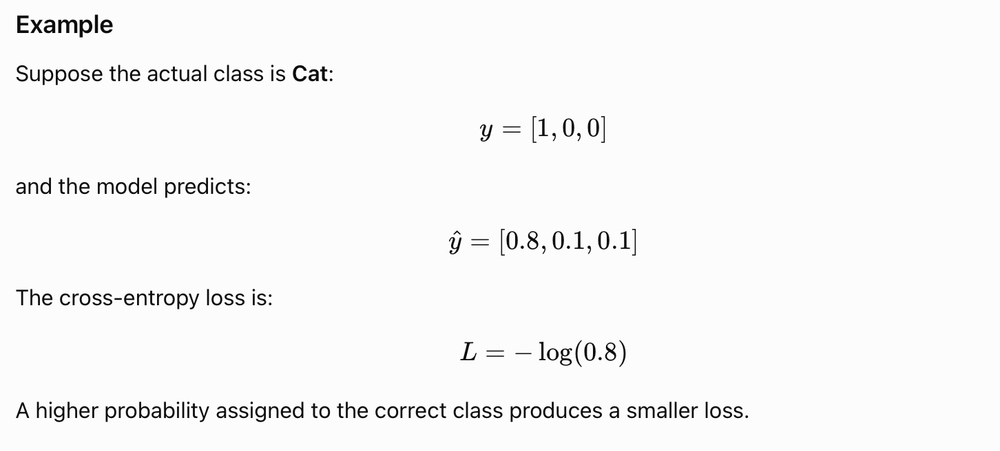 Example
Suppose the actual class is Cat:
y = [1, 0, 0]
and the model predicts:
ŷ = [0.8, 0.1, 0.1]
The cross-entropy loss is:
L = − log(0.8)
A higher probability assigned to the correct class produces a smaller loss.